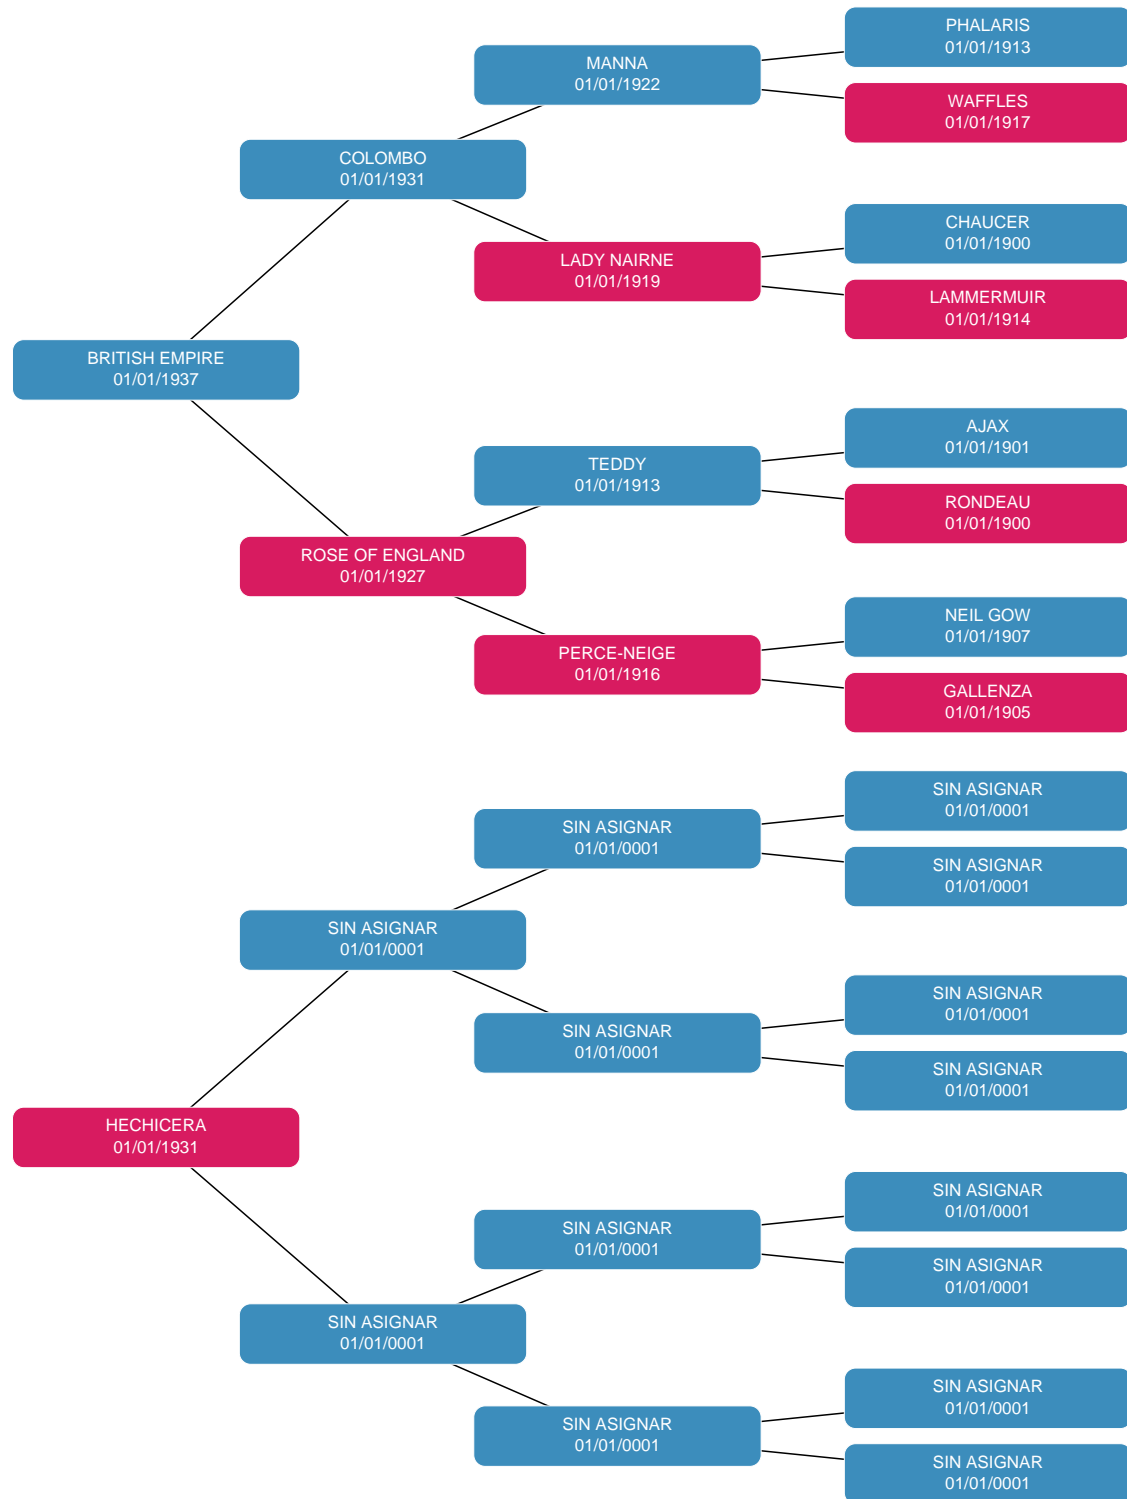 PHALARIS
01/01/1913
MANNA
01/01/1922
WAFFLES
01/01/1917
COLOMBO
01/01/1931
CHAUCER
01/01/1900
LADY NAIRNE
01/01/1919
LAMMERMUIR
01/01/1914
BRITISH EMPIRE
01/01/1937
AJAX
01/01/1901
TEDDY
01/01/1913
RONDEAU
01/01/1900
ROSE OF ENGLAND
01/01/1927
NEIL GOW
01/01/1907
PERCE-NEIGE
01/01/1916
GALLENZA
01/01/1905
SIN ASIGNAR
01/01/0001
SIN ASIGNAR
01/01/0001
SIN ASIGNAR
01/01/0001
SIN ASIGNAR
01/01/0001
SIN ASIGNAR
01/01/0001
SIN ASIGNAR
01/01/0001
SIN ASIGNAR
01/01/0001
HECHICERA
01/01/1931
SIN ASIGNAR
01/01/0001
SIN ASIGNAR
01/01/0001
SIN ASIGNAR
01/01/0001
SIN ASIGNAR
01/01/0001
SIN ASIGNAR
01/01/0001
SIN ASIGNAR
01/01/0001
SIN ASIGNAR
01/01/0001